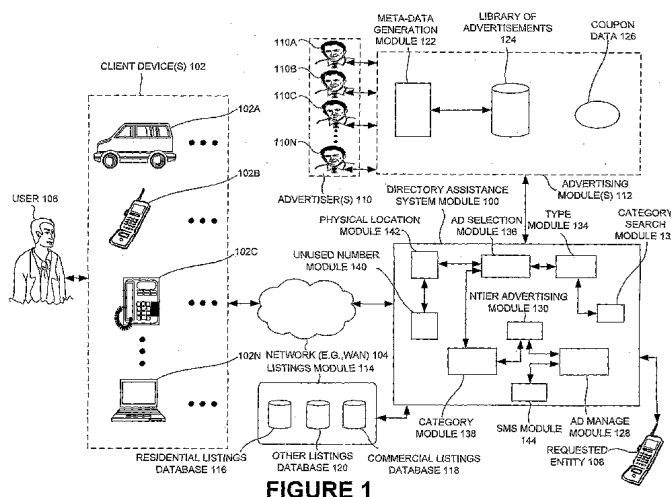 CLIENT DEVICE(S) 102
102A
102B
102C
102N
USER 106
110A
110B
110C
110N
ADVERTISER(S) 110
META-DATA
GENERATION
MODULE 122
LIBRARY OF
ADVERTISEMENTS
124
COUPON
DATA 126
ADVERTISING
MODULE(S) 112
DIRECTORY ASSISTANCE
SYSTEM MODULE 100
PHYSICAL LOCATION
MODULE 142
AD SELECTION
MODULE 136
TYPE
MODULE 134
CATEGORY
SEARCH
MODULE 13
UNUSED NUMBER
MODULE 140
NTIER ADVERTISING
MODULE 130
NETWORK (E.G.,WAN) 104
LISTINGS MODULE 114
CATEGORY
MODULE 138
SMS MODULE
144
AD MANAGE
MODULE 128
REQUESTED
ENTITY 108
RESIDENTIAL LISTINGS
DATABASE 116
OTHER LISTINGS
DATABASE 120
COMMERCIAL LISTINGS
DATABASE 118
FIGURE 1